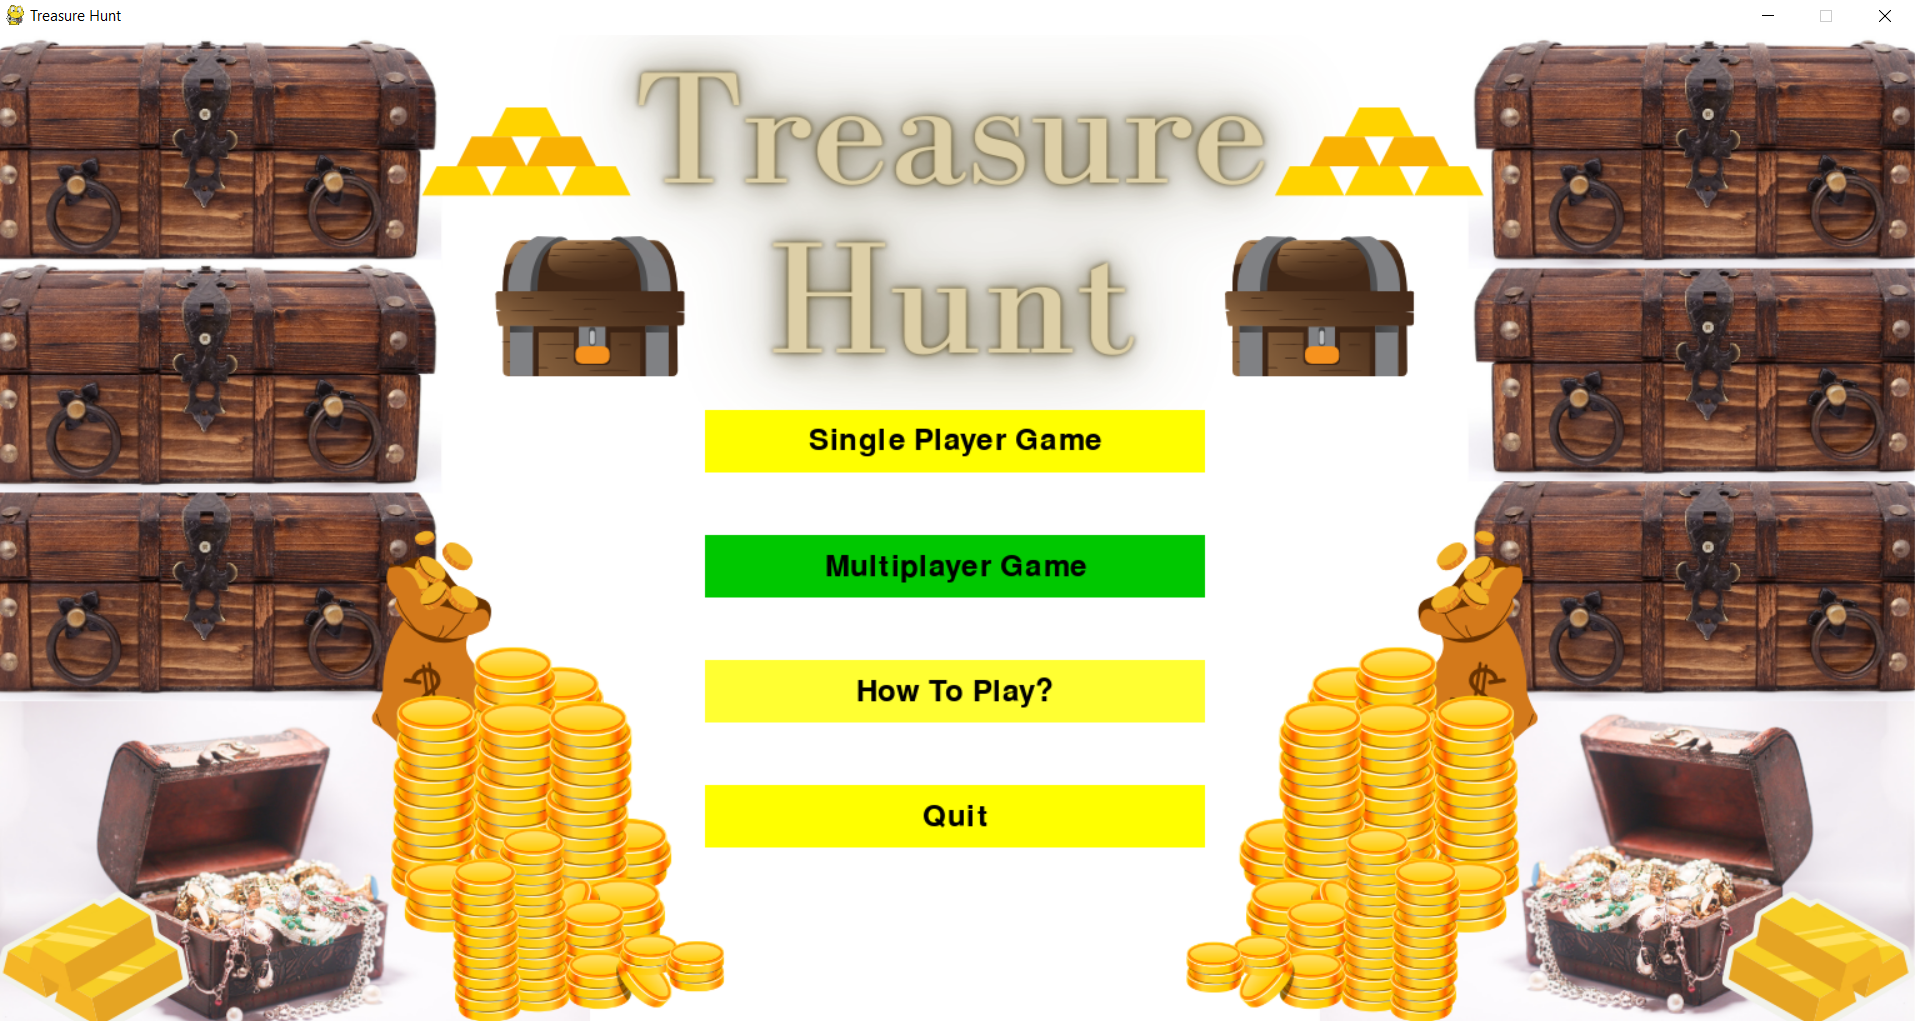 Treasure Hunt
Treasure
Hunt
Single Player Game
Multiplayer Game
How To Play?
Quit